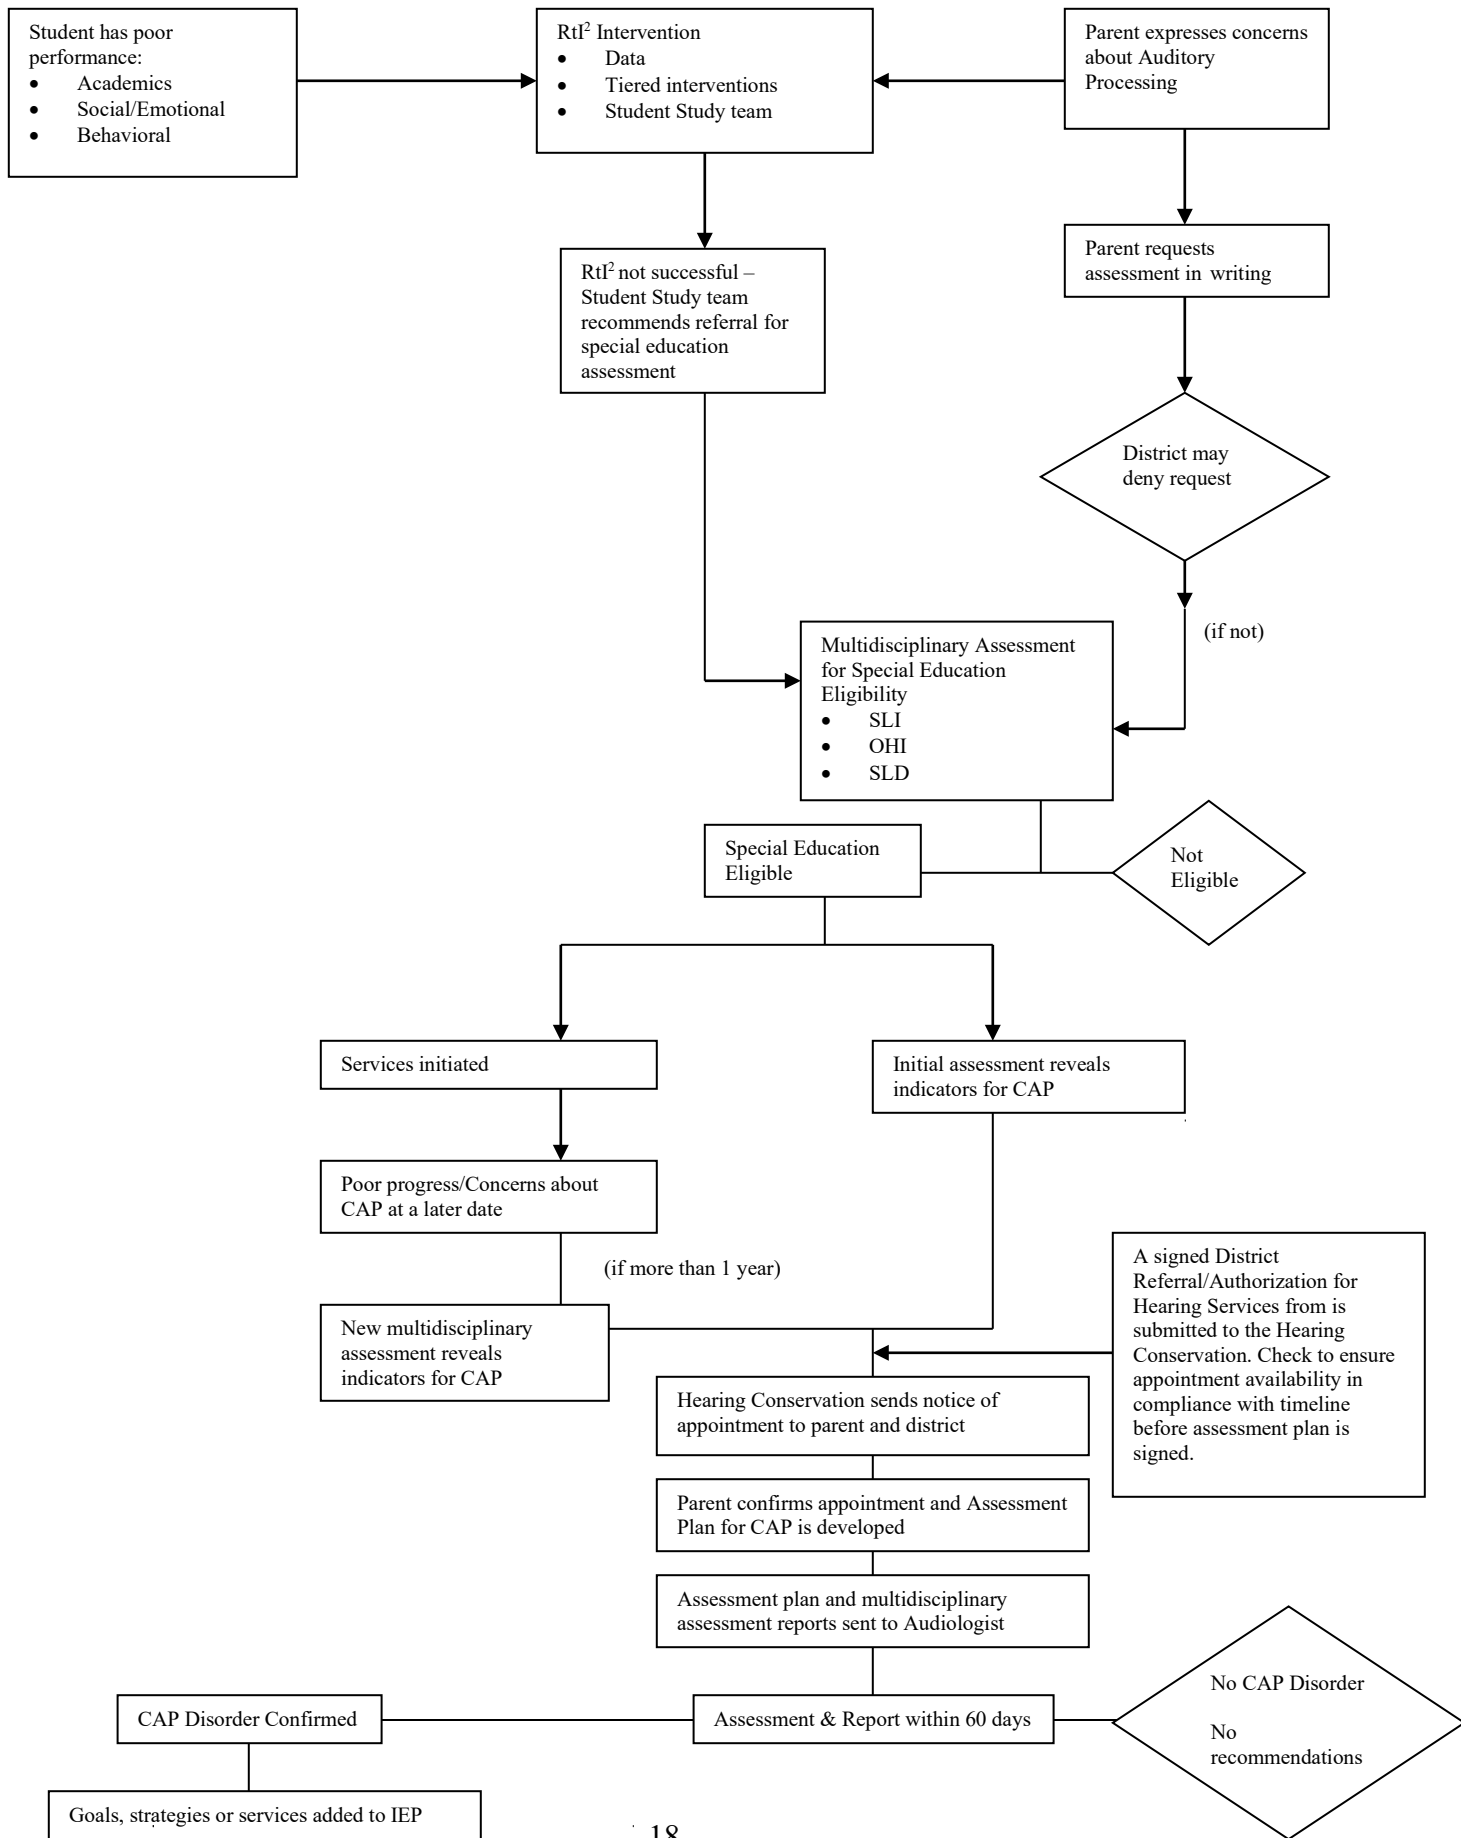 Student has poor
performance:
• Academics
• Social/Emotional
• Behavioral
RtI² Intervention
• Data
• Tiered interventions
• Student Study team
Parent expresses concerns
about Auditory
Processing
Parent requests
assessment in writing
RtI² not successful –
Student Study team
recommends referral for
special education
assessment
District may
deny request
(if not)
Multidisciplinary Assessment
for Special Education
Eligibility
• SLI
• OHI
• SLD
Special Education
Eligible
Not
Eligible
Services initiated
Initial assessment reveals
indicators for CAP
Poor progress/Concerns about
CAP at a later date
(if more than 1 year)
A signed District
Referral/Authorization for
Hearing Services from is
submitted to the Hearing
Conservation. Check to ensure
appointment availability in
compliance with timeline
before assessment plan is
signed.
New multidisciplinary
assessment reveals
indicators for CAP
Hearing Conservation sends notice of
appointment to parent and district
Parent confirms appointment and Assessment
Plan for CAP is developed
Assessment plan and multidisciplinary
assessment reports sent to Audiologist
No CAP Disorder
No
recommendations
CAP Disorder Confirmed
Assessment & Report within 60 days
Goals, strategies or services added to IEP
18